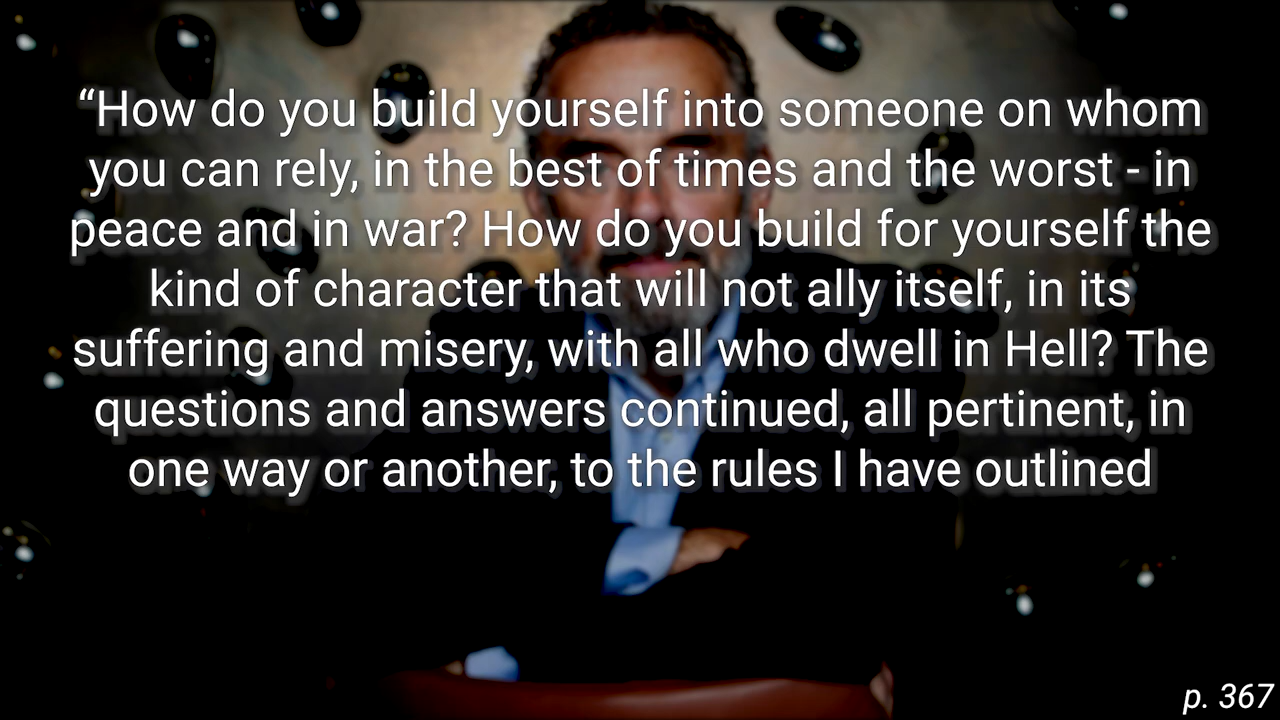 “How do you build yourself into someone on whom
you can rely, in the best of times and the worst - in
peace and in war? How do you build for yourself the
kind of character that will not ally itself, in its
suffering and misery, with all who dwell in Hell? The
questions and answers continued, all pertinent, in
one way or another, to the rules I have outlined
p. 367